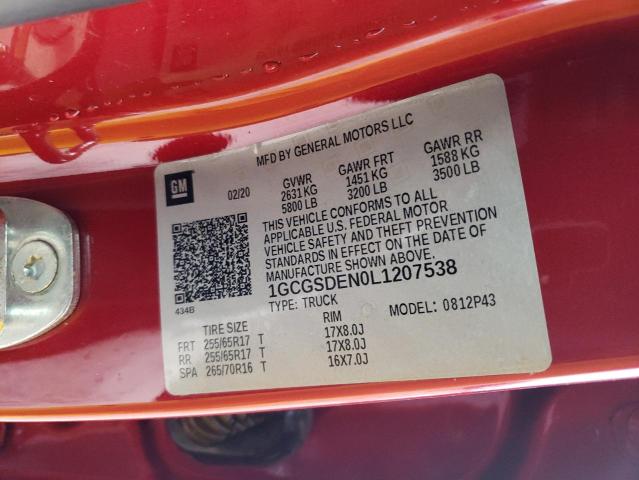 MFD BY GENERAL MOTORS LLC
GM
02/20
GVWR GAWR FRT GAWR RR
2631 KG 1451 KG 1588 KG
5800 LB 3200 LB 3500 LB
THIS VEHICLE CONFORMS TO ALL
APPLICABLE U.S. FEDERAL MOTOR
VEHICLE SAFETY AND THEFT PREVENTION
STANDARDS IN EFFECT ON THE DATE OF
MANUFACTURE SHOWN ABOVE.
434B
1GCGSDEN0L1207538
TYPE: TRUCK MODEL: 0812P43
TIRE SIZE RIM
FRT 255/65R17 T 17X8.0J
RR 255/65R17 T 17X8.0J
SPA 265/70R16 T 16X7.0J